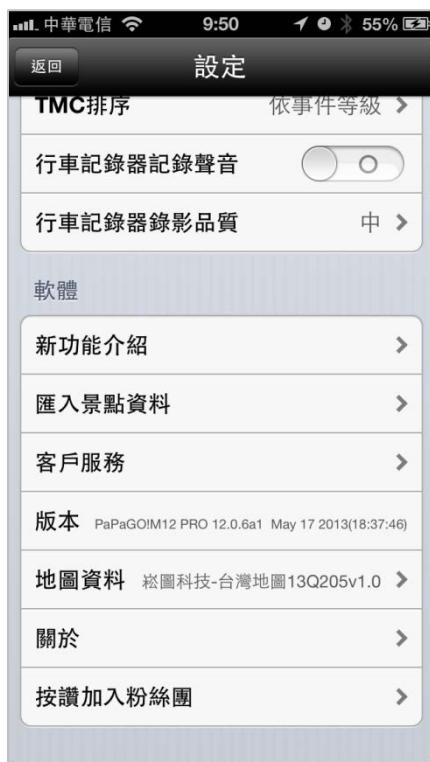 中華電信 9:50 55%
返回 設定
TMC排序 依事件等級
行車記錄器記錄聲音
行車記錄器錄影品質 中
軟體
新功能介紹
匯入景點資料
客戶服務
版本 PaPaGO!M12 PRO 12.0.6a1 May 17 2013(18:37:46)
地圖資料 崧圖科技-台灣地圖13Q205v1.0
關於
按讚加入粉絲團